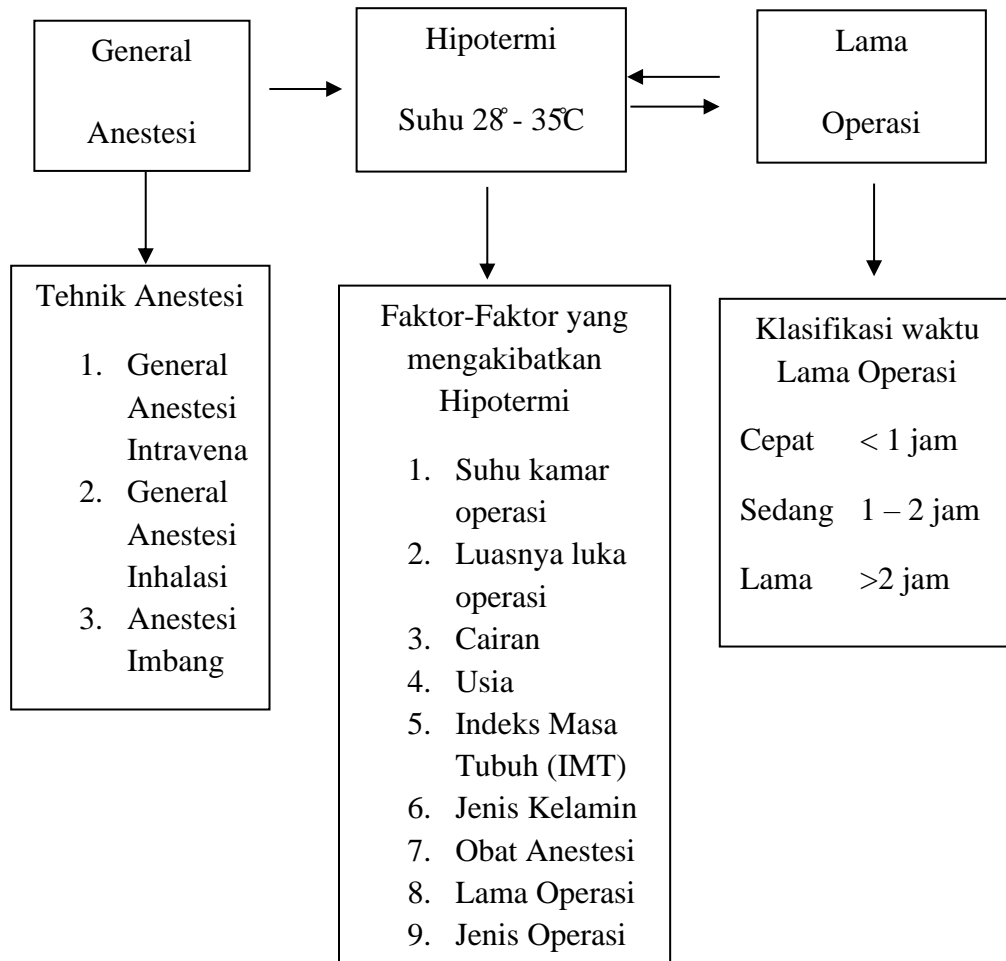 General
Anestesi
Hipotermi
Suhu 28° - 35°C
Lama
Operasi
Tehnik Anestesi
1. General
Anestesi
Intravena
2. General
Anestesi
Inhalasi
3. Anestesi
Imbang
Faktor-Faktor yang
mengakibatkan
Hipotermi
1. Suhu kamar
operasi
2. Luasnya luka
operasi
3. Cairan
4. Usia
5. Indeks Masa
Tubuh (IMT)
6. Jenis Kelamin
7. Obat Anestesi
8. Lama Operasi
9. Jenis Operasi
Klasifikasi waktu
Lama Operasi
Cepat < 1 jam
Sedang 1 – 2 jam
Lama >2 jam